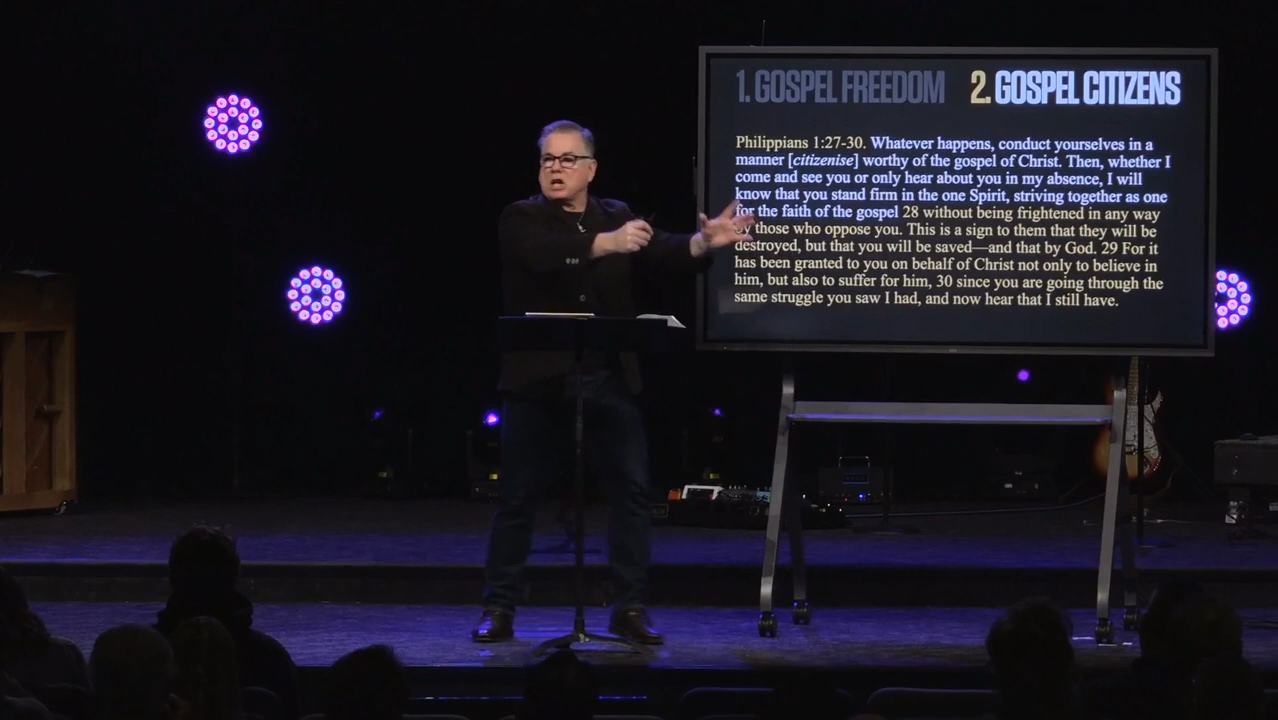 1. GOSPEL FREEDOM 2. GOSPEL CITIZENS
Philippians 1:27-30. Whatever happens, conduct yourselves in a
manner [citizenise] worthy of the gospel of Christ. Then, whether I
come and see you or only hear about you in my absence, I will
know that you stand firm in the one Spirit, striving together as one
for the faith of the gospel 28 without being frightened in any way
by those who oppose you. This is a sign to them that they will be
destroyed, but that you will be saved—and that by God. 29 For it
has been granted to you on behalf of Christ not only to believe in
him, but also to suffer for him, 30 since you are going through the
same struggle you saw I had, and now hear that I still have.